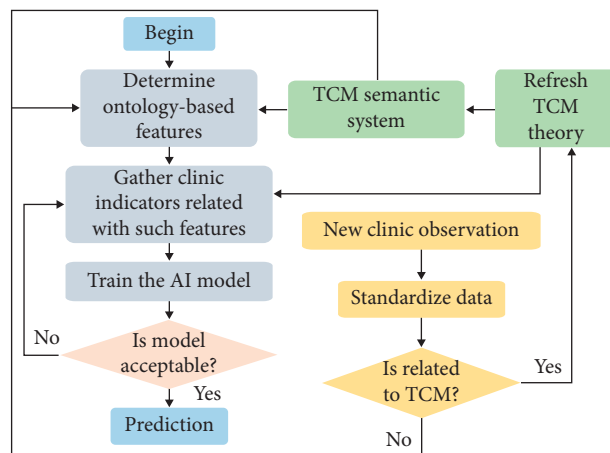 Begin
Determine
ontology-based
features
TCM semantic
system
Refresh
TCM
theory
Gather clinic
indicators related
with such features
New clinic observation
Train the AI model
Standardize data
No
Is model
acceptable?
Yes
Is related
to TCM?
Yes
Prediction
No